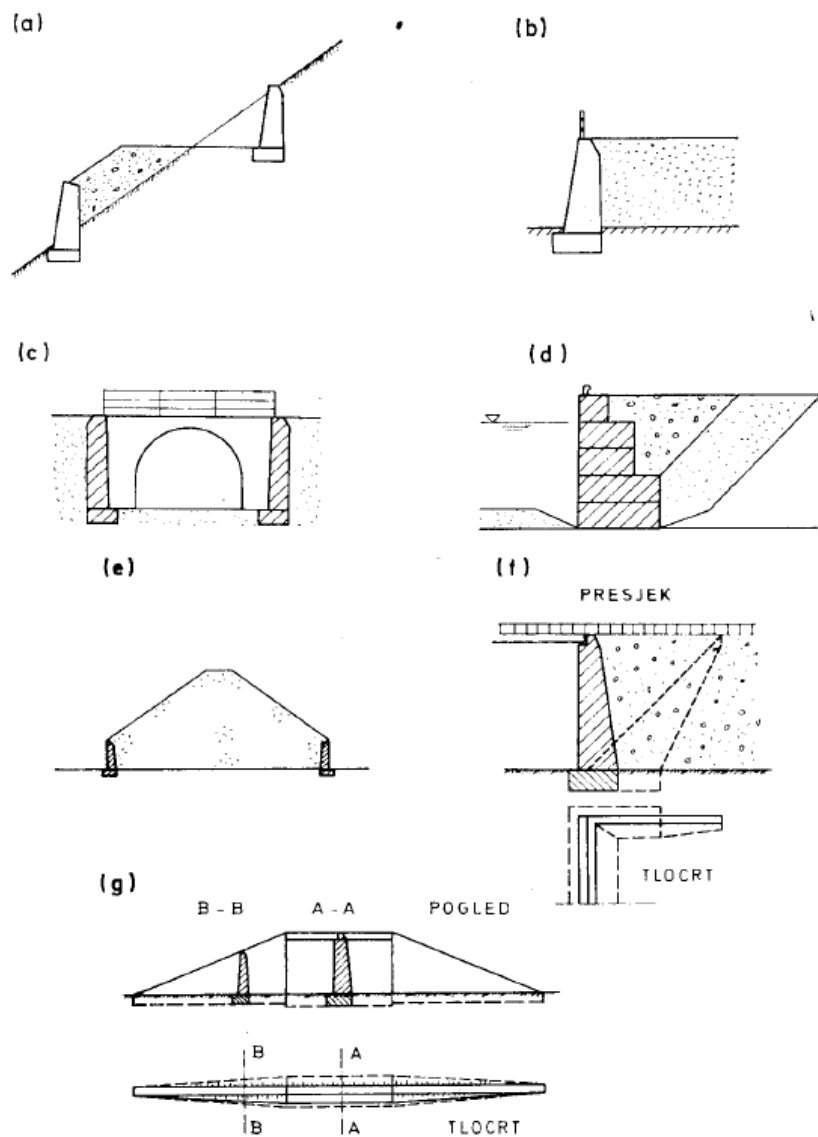 (a)
(b)
(c)
(d)
(e)
(f)
PRESJEK
TLOCRT
(g)
B-B A-A POGLED
B A
B A TLOCRT